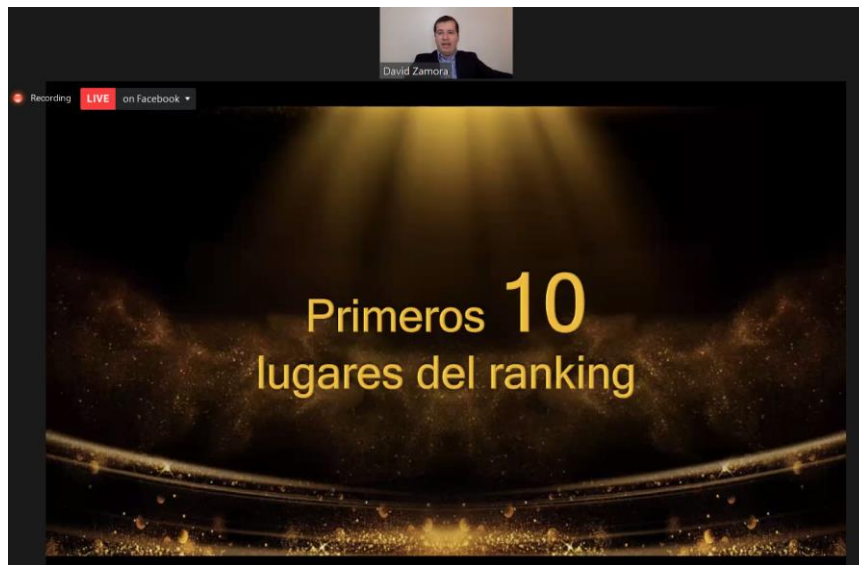 David Zamora
Recording LIVE on Facebook
Primeros 10
lugares del ranking